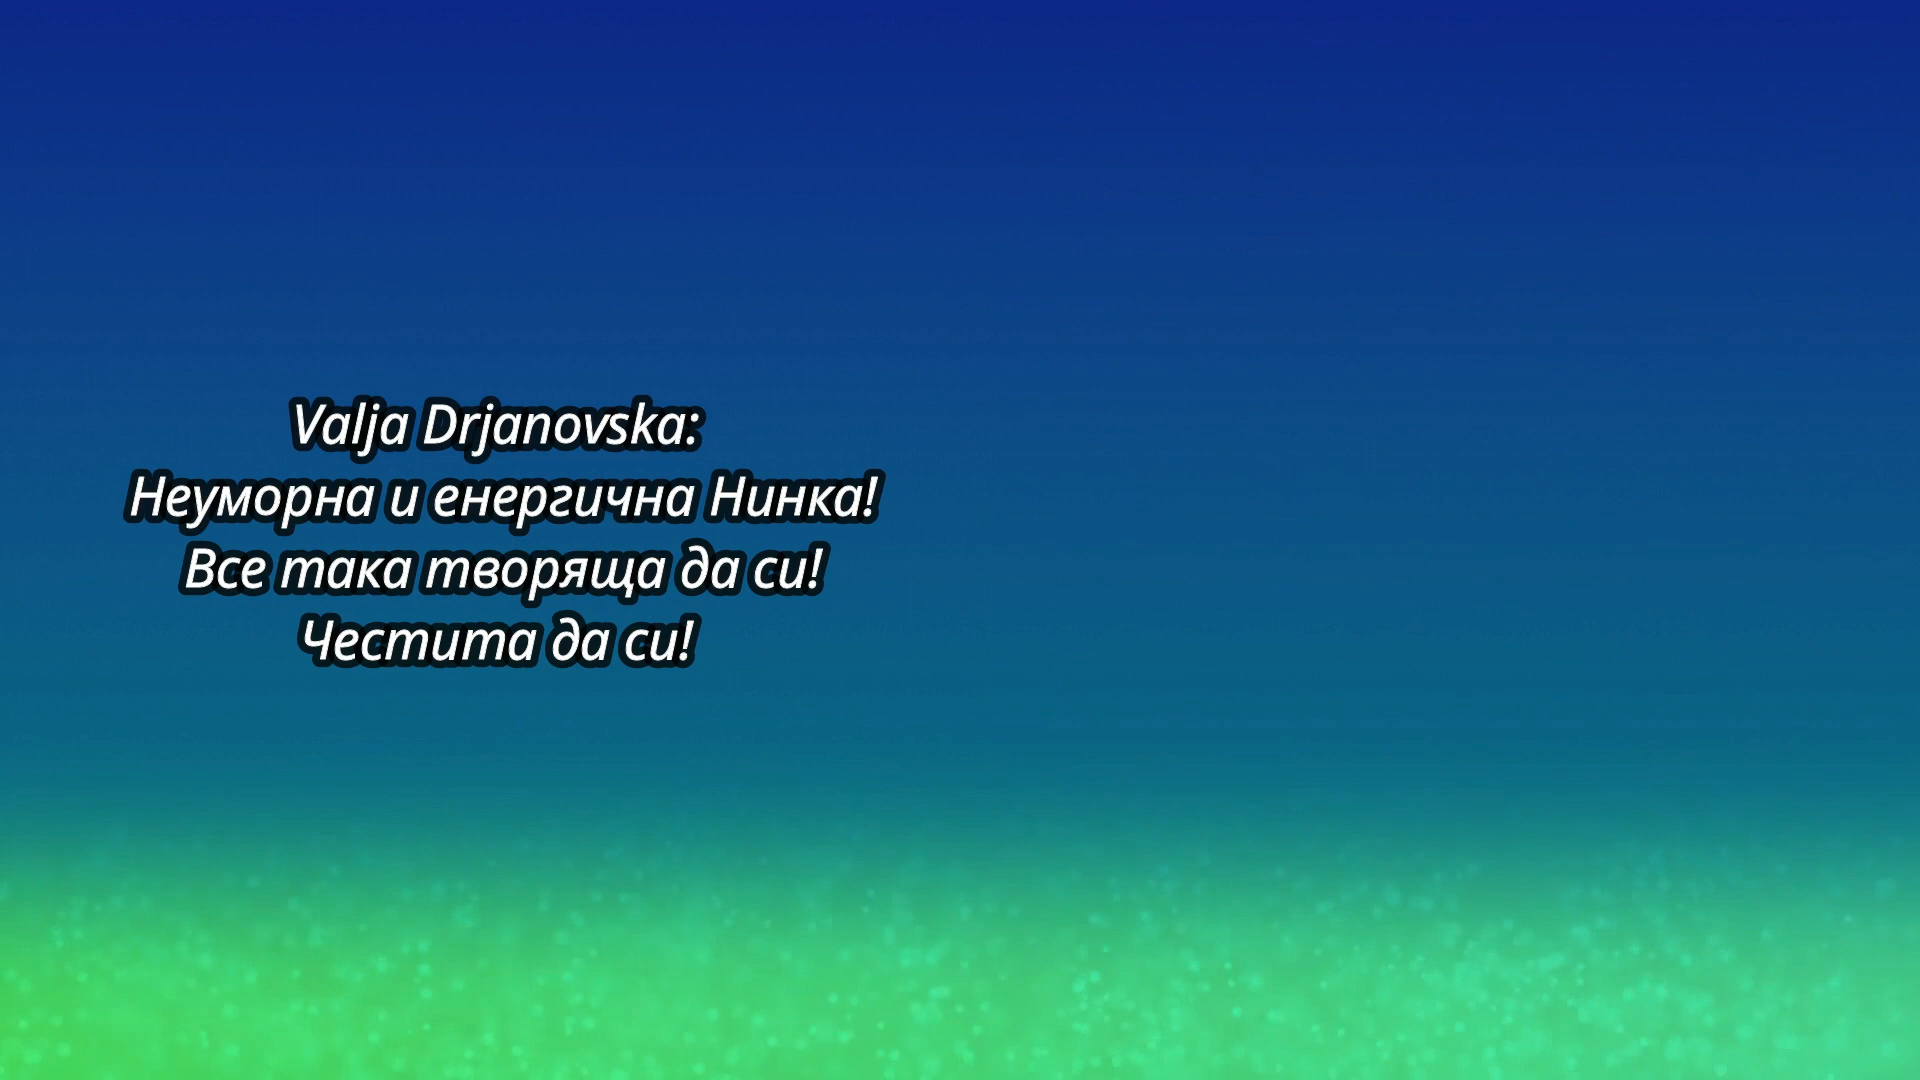 Valja Drjanovska:
Неуморна и енергична Нинка!
Все така творяща да си!
Честита да си!